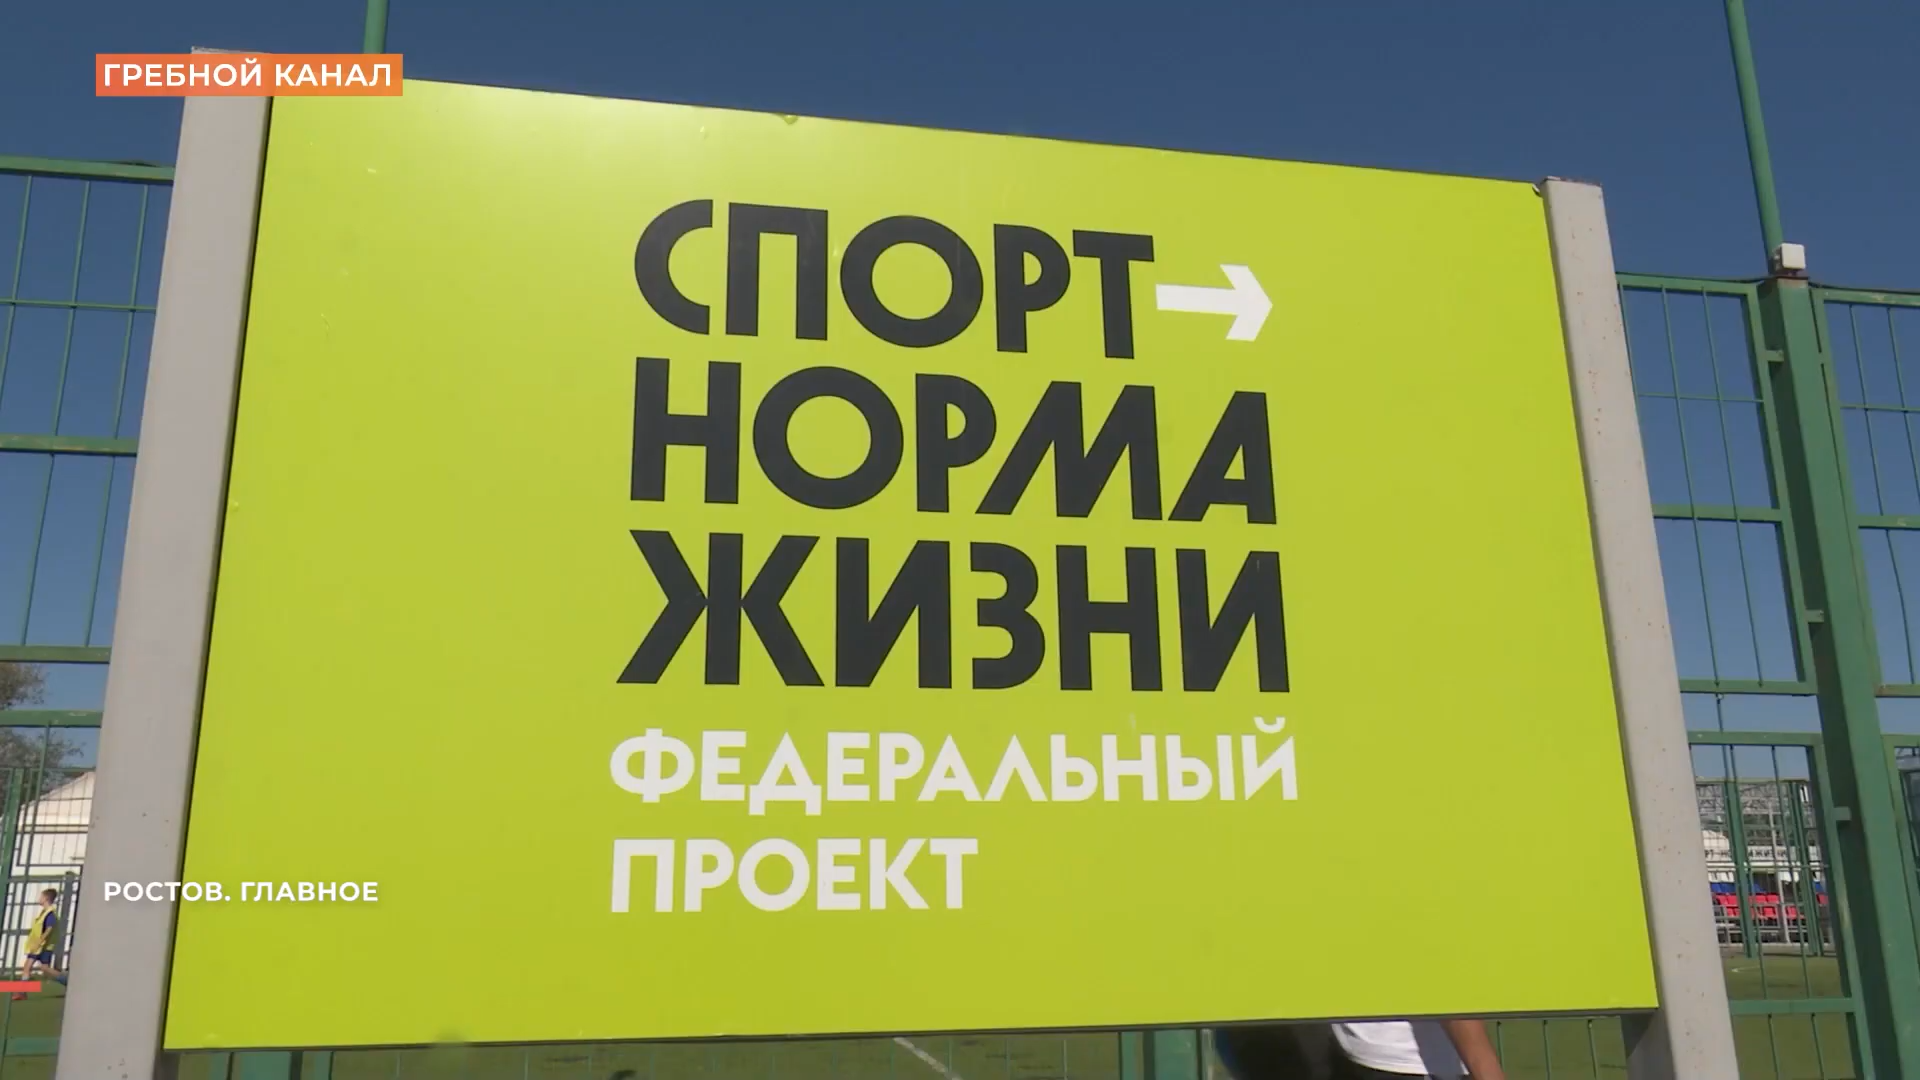 ГРЕБНОЙ КАНАЛ
СПОРТ→
НОРМА
ЖИЗНИ
ФЕДЕРАЛЬНЫЙ
ПРОЕКТ
РОСТОВ. ГЛАВНОЕ